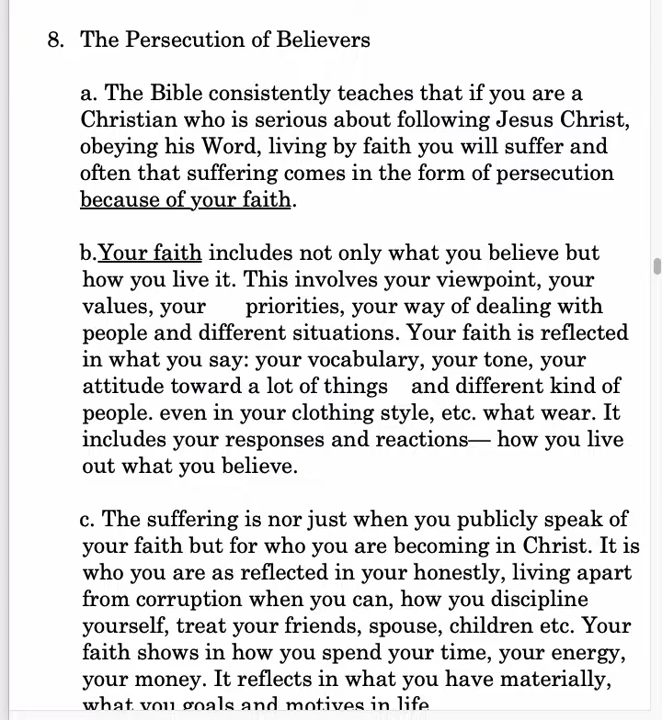 8. The Persecution of Believers
a. The Bible consistently teaches that if you are a
Christian who is serious about following Jesus Christ,
obeying his Word, living by faith you will suffer and
often that suffering comes in the form of persecution
because of your faith.
b.Your faith includes not only what you believe but
how you live it. This involves your viewpoint, your
values, your priorities, your way of dealing with
people and different situations. Your faith is reflected
in what you say: your vocabulary, your tone, your
attitude toward a lot of things and different kind of
people. even in your clothing style, etc. what wear. It
includes your responses and reactions— how you live
out what you believe.
c. The suffering is nor just when you publicly speak of
your faith but for who you are becoming in Christ. It is
who you are as reflected in your honestly, living apart
from corruption when you can, how you discipline
yourself, treat your friends, spouse, children etc. Your
faith shows in how you spend your time, your energy,
your money. It reflects in what you have materially,
what you goals and motives in life